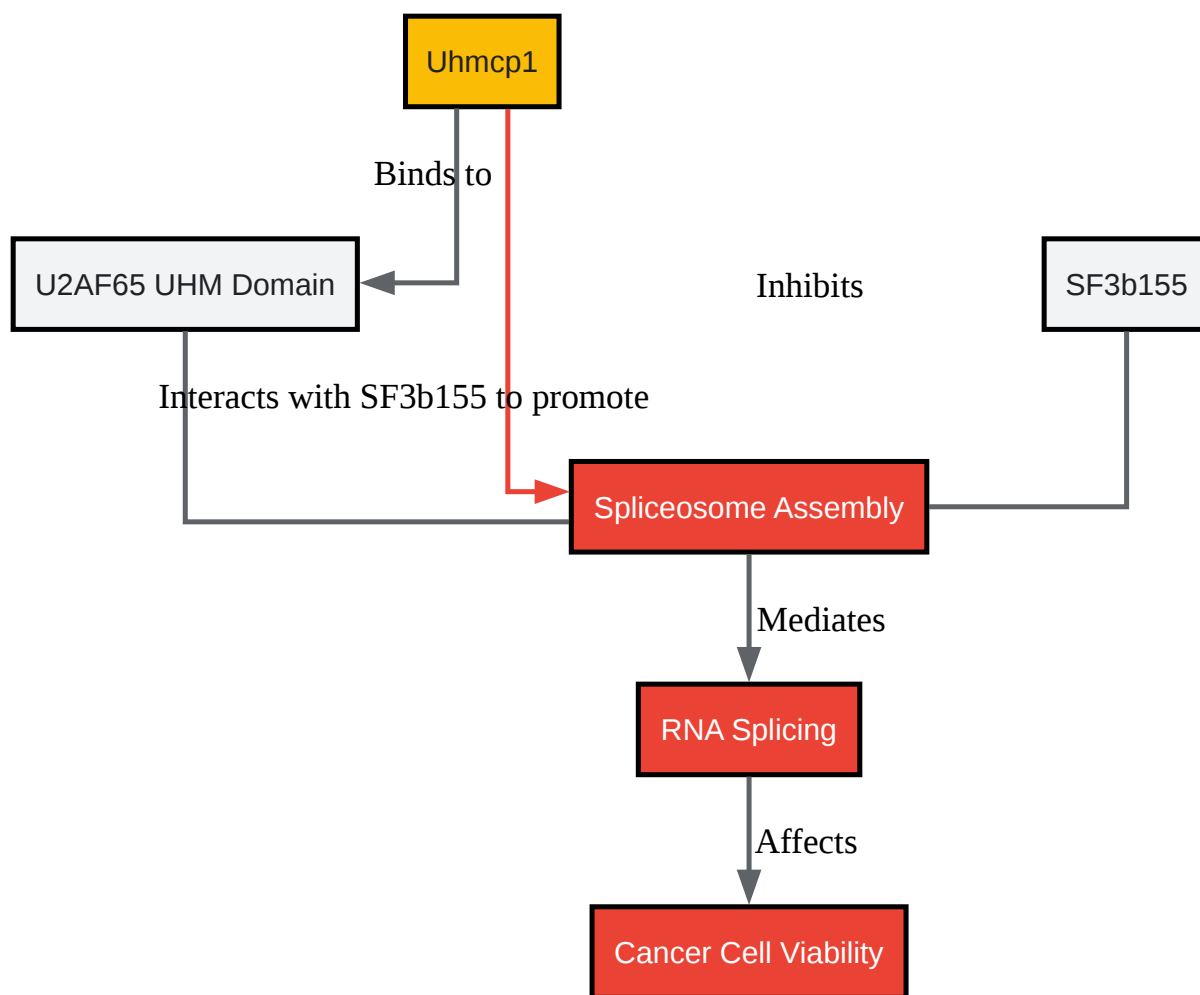 Uhmcp1
Binds to
U2AF65 UHM Domain
Inhibits
SF3b155
Interacts with SF3b155 to promote
Spliceosome Assembly
Mediates
RNA Splicing
Affects
Cancer Cell Viability